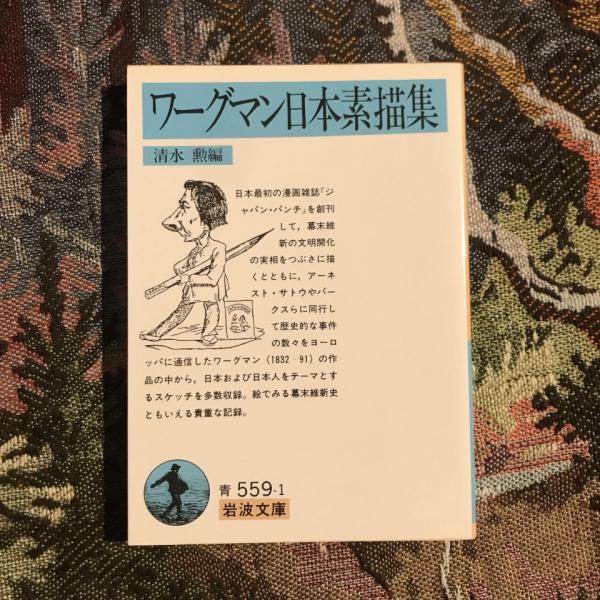 ワーグマン日本素描集
清水 勲編
日本最初の漫画雑誌『ジ
ャパン・パンチ』を創刊
して，幕末維
新の文明開化
の実相をつぶさに描
くとともに，アーネ
スト・サトウやパー
クスらに同行し
て歴史的な事件
の数々をヨーロ
ッパに通信したワーグマン（1832‐91）の作
品の中から，日本および日本人をテーマとす
るスケッチを多数収録。絵でみる幕末維新史
ともいえる貴重な記録。
青 559-1
岩波文庫